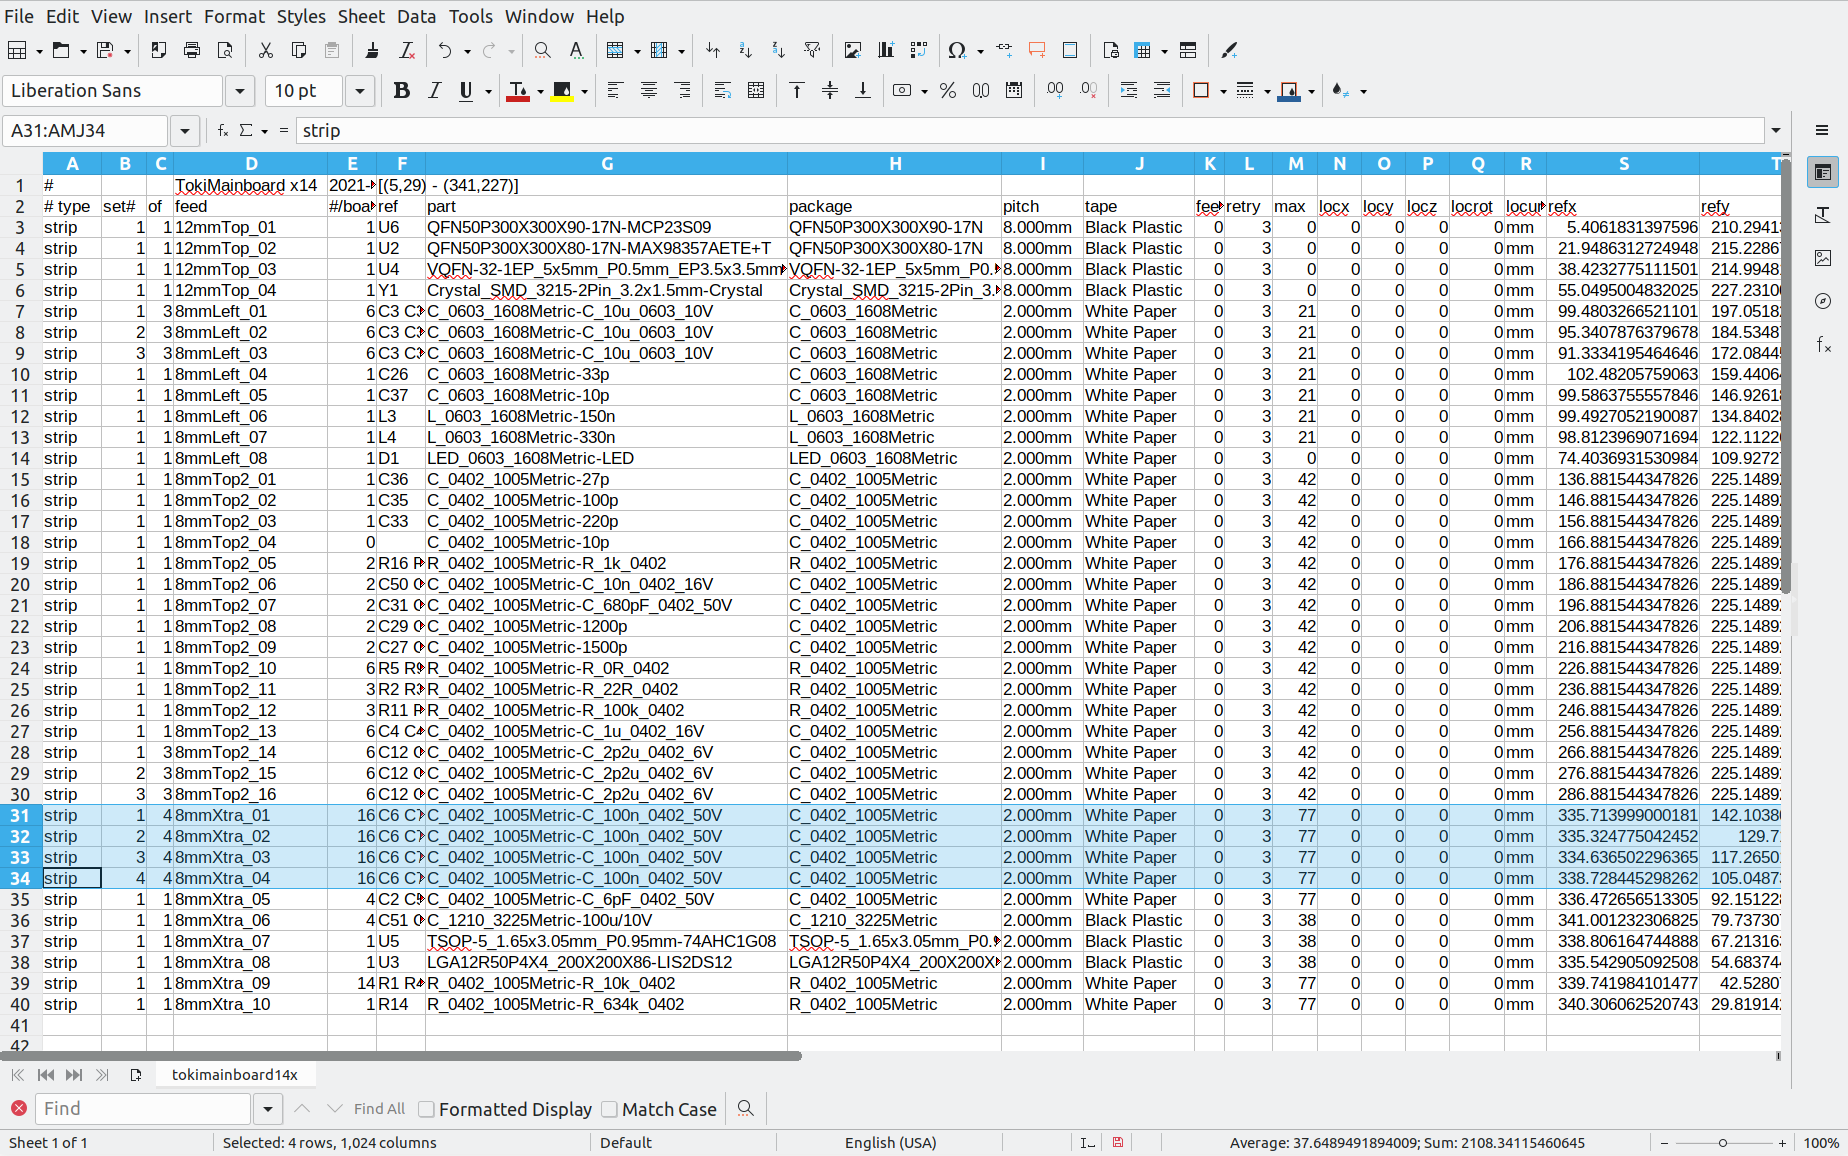 File Edit View Insert Format Styles Sheet Data Tools Window Help
Liberation Sans 10 pt
A31:AMJ34 = strip
A B C D E F G H I J K L M N O P Q R S T
1 # TokiMainboard x14 2021- [(5,29) - (341,227)]
2 # type set# of feed #/boa ref part package pitch tape fee retry max locx locy locz locrot locur refx refy
3 strip 1 1 12mmTop_01 1 U6 QFN50P300X300X90-17N-MCP23S09 QFN50P300X300X90-17N 8.000mm Black Plastic 0 3 0 0 0 0 0 mm 5.4061831397596 210.2941
4 strip 1 1 12mmTop_02 1 U2 QFN50P300X300X80-17N-MAX98357AETE+T QFN50P300X300X80-17N 8.000mm Black Plastic 0 3 0 0 0 0 0 mm 21.9486312724948 215.2286
5 strip 1 1 12mmTop_03 1 U4 VQFN-32-1EP_5x5mm_P0.5mm_EP3.5x3.5mm VQFN-32-1EP_5x5mm_P0. 8.000mm Black Plastic 0 3 0 0 0 0 0 mm 38.4232775111501 214.9948
6 strip 1 1 12mmTop_04 1 Y1 Crystal_SMD_3215-2Pin_3.2x1.5mm-Crystal Crystal_SMD_3215-2Pin_3. 8.000mm Black Plastic 0 3 0 0 0 0 0 mm 55.0495004832025 227.2310
7 strip 1 3 8mmLeft_01 6 C3 C C_0603_1608Metric-C_10u_0603_10V C_0603_1608Metric 2.000mm White Paper 0 3 21 0 0 0 0 mm 99.4803266521101 197.0518
8 strip 2 3 8mmLeft_02 6 C3 C C_0603_1608Metric-C_10u_0603_10V C_0603_1608Metric 2.000mm White Paper 0 3 21 0 0 0 0 mm 95.3407876379678 184.5348
9 strip 3 3 8mmLeft_03 6 C3 C C_0603_1608Metric-C_10u_0603_10V C_0603_1608Metric 2.000mm White Paper 0 3 21 0 0 0 0 mm 91.3334195464646 172.0844
10 strip 1 1 8mmLeft_04 1 C26 C_0603_1608Metric-33p C_0603_1608Metric 2.000mm White Paper 0 3 21 0 0 0 0 mm 102.48205759063 159.4406
11 strip 1 1 8mmLeft_05 1 C37 C_0603_1608Metric-10p C_0603_1608Metric 2.000mm White Paper 0 3 21 0 0 0 0 mm 99.5863755557846 146.9261
12 strip 1 1 8mmLeft_06 1 L3 L_0603_1608Metric-150n L_0603_1608Metric 2.000mm White Paper 0 3 21 0 0 0 0 mm 99.4927052190087 134.8402
13 strip 1 1 8mmLeft_07 1 L4 L_0603_1608Metric-330n L_0603_1608Metric 2.000mm White Paper 0 3 21 0 0 0 0 mm 98.8123969071694 122.1122
14 strip 1 1 8mmLeft_08 1 D1 LED_0603_1608Metric-LED LED_0603_1608Metric 2.000mm White Paper 0 3 0 0 0 0 0 mm 74.4036931530984 109.9272
15 strip 1 1 8mmTop2_01 1 C36 C_0402_1005Metric-27p C_0402_1005Metric 2.000mm White Paper 0 3 42 0 0 0 0 mm 136.881544347826 225.1489
16 strip 1 1 8mmTop2_02 1 C35 C_0402_1005Metric-100p C_0402_1005Metric 2.000mm White Paper 0 3 42 0 0 0 0 mm 146.881544347826 225.1489
17 strip 1 1 8mmTop2_03 1 C33 C_0402_1005Metric-220p C_0402_1005Metric 2.000mm White Paper 0 3 42 0 0 0 0 mm 156.881544347826 225.1489
18 strip 1 1 8mmTop2_04 0 C_0402_1005Metric-10p C_0402_1005Metric 2.000mm White Paper 0 3 42 0 0 0 0 mm 166.881544347826 225.1489
19 strip 1 1 8mmTop2_05 2 R16 R_0402_1005Metric-R_1k_0402 C_0402_1005Metric 2.000mm White Paper 0 3 42 0 0 0 0 mm 176.881544347826 225.1489
20 strip 1 1 8mmTop2_06 2 C50 C_0402_1005Metric-C_10n_0402_16V C_0402_1005Metric 2.000mm White Paper 0 3 42 0 0 0 0 mm 186.881544347826 225.1489
21 strip 1 1 8mmTop2_07 2 C31 C_0402_1005Metric-C_680pF_0402_50V C_0402_1005Metric 2.000mm White Paper 0 3 42 0 0 0 0 mm 196.881544347826 225.1489
22 strip 1 1 8mmTop2_08 2 C29 C_0402_1005Metric-1200p C_0402_1005Metric 2.000mm White Paper 0 3 42 0 0 0 0 mm 206.881544347826 225.1489
23 strip 1 1 8mmTop2_09 2 C27 C_0402_1005Metric-1500p C_0402_1005Metric 2.000mm White Paper 0 3 42 0 0 0 0 mm 216.881544347826 225.1489
24 strip 1 1 8mmTop2_10 6 R5 R R_0402_1005Metric-R_0R_0402 R_0402_1005Metric 2.000mm White Paper 0 3 42 0 0 0 0 mm 226.881544347826 225.1489
25 strip 1 1 8mmTop2_11 3 R2 R R_0402_1005Metric-R_22R_0402 R_0402_1005Metric 2.000mm White Paper 0 3 42 0 0 0 0 mm 236.881544347826 225.1489
26 strip 1 1 8mmTop2_12 3 R11 R_0402_1005Metric-R_100k_0402 R_0402_1005Metric 2.000mm White Paper 0 3 42 0 0 0 0 mm 246.881544347826 225.1489
27 strip 1 1 8mmTop2_13 6 C4 C C_0402_1005Metric-C_1u_0402_16V C_0402_1005Metric 2.000mm White Paper 0 3 42 0 0 0 0 mm 256.881544347826 225.1489
28 strip 1 3 8mmTop2_14 6 C12 C_0402_1005Metric-C_2p2u_0402_6V C_0402_1005Metric 2.000mm White Paper 0 3 42 0 0 0 0 mm 266.881544347826 225.1489
29 strip 2 3 8mmTop2_15 6 C12 C_0402_1005Metric-C_2p2u_0402_6V C_0402_1005Metric 2.000mm White Paper 0 3 42 0 0 0 0 mm 276.881544347826 225.1489
30 strip 3 3 8mmTop2_16 6 C12 C_0402_1005Metric-C_2p2u_0402_6V C_0402_1005Metric 2.000mm White Paper 0 3 42 0 0 0 0 mm 286.881544347826 225.1489
31 strip 1 4 8mmXtra_01 16 C6 C C_0402_1005Metric-C_100n_0402_50V C_0402_1005Metric 2.000mm White Paper 0 3 77 0 0 0 0 mm 335.713999000181 142.1038
32 strip 2 4 8mmXtra_02 16 C6 C C_0402_1005Metric-C_100n_0402_50V C_0402_1005Metric 2.000mm White Paper 0 3 77 0 0 0 0 mm 335.324775042452 129.7
33 strip 3 4 8mmXtra_03 16 C6 C C_0402_1005Metric-C_100n_0402_50V C_0402_1005Metric 2.000mm White Paper 0 3 77 0 0 0 0 mm 334.636502296365 117.2650
34 strip 4 4 8mmXtra_04 16 C6 C C_0402_1005Metric-C_100n_0402_50V C_0402_1005Metric 2.000mm White Paper 0 3 77 0 0 0 0 mm 338.728445298262 105.0487
35 strip 1 1 8mmXtra_05 4 C2 C C_0402_1005Metric-C_6pF_0402_50V C_0402_1005Metric 2.000mm White Paper 0 3 77 0 0 0 0 mm 336.472656513305 92.15122
36 strip 1 1 8mmXtra_06 4 C51 C_1210_3225Metric-100u/10V C_1210_3225Metric 2.000mm Black Plastic 0 3 38 0 0 0 0 mm 341.001232306825 79.73730
37 strip 1 1 8mmXtra_07 1 U5 TSOP-5_1.65x3.05mm_P0.95mm-74AHC1G08 TSOP-5_1.65x3.05mm_P0. 2.000mm Black Plastic 0 3 38 0 0 0 0 mm 338.806164744888 67.21316
38 strip 1 1 8mmXtra_08 1 U3 LGA12R50P4X4_200X200X86-LIS2DS12 LGA12R50P4X4_200X200X 2.000mm Black Plastic 0 3 38 0 0 0 0 mm 335.542905092508 54.68374
39 strip 1 1 8mmXtra_09 14 R1 R R_0402_1005Metric-R_10k_0402 R_0402_1005Metric 2.000mm White Paper 0 3 77 0 0 0 0 mm 339.741984101477 42.52807
40 strip 1 1 8mmXtra_10 1 R14 R_0402_1005Metric-R_634k_0402 R_0402_1005Metric 2.000mm White Paper 0 3 77 0 0 0 0 mm 340.306062520743 29.81914
41
42
tokimainboard14x
Find Find All Formatted Display Match Case
Sheet 1 of 1 Selected: 4 rows, 1,024 columns Default English (USA) Average: 37.6489491894009; Sum: 2108.34115460645 100%